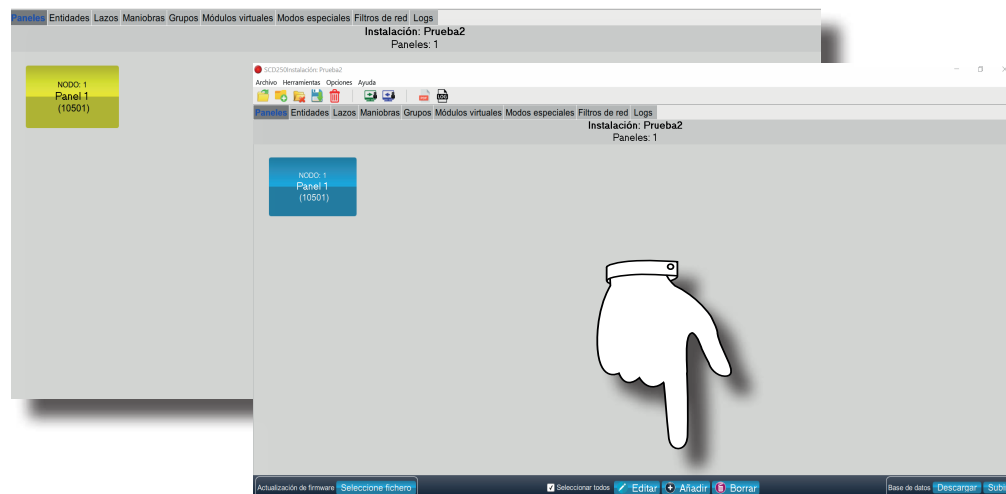 Paneles Entidades Lazos Maniobras Grupos Módulos virtuales Modos especiales Filtros de red Logs
Instalación: Prueba2
Paneles: 1
NODO: 1
Panel 1
(10501)
SCD250Instalación: Prueba2
Archivo Herramientas Opciones Ayuda
Paneles Entidades Lazos Maniobras Grupos Módulos virtuales Modos especiales Filtros de red Logs
Instalación: Prueba2
Paneles: 1
NODO: 1
Panel 1
(10501)
Actualización de firmware Seleccione fichero Seleccionar todos Editar Añadir Borrar Base de datos Descargar